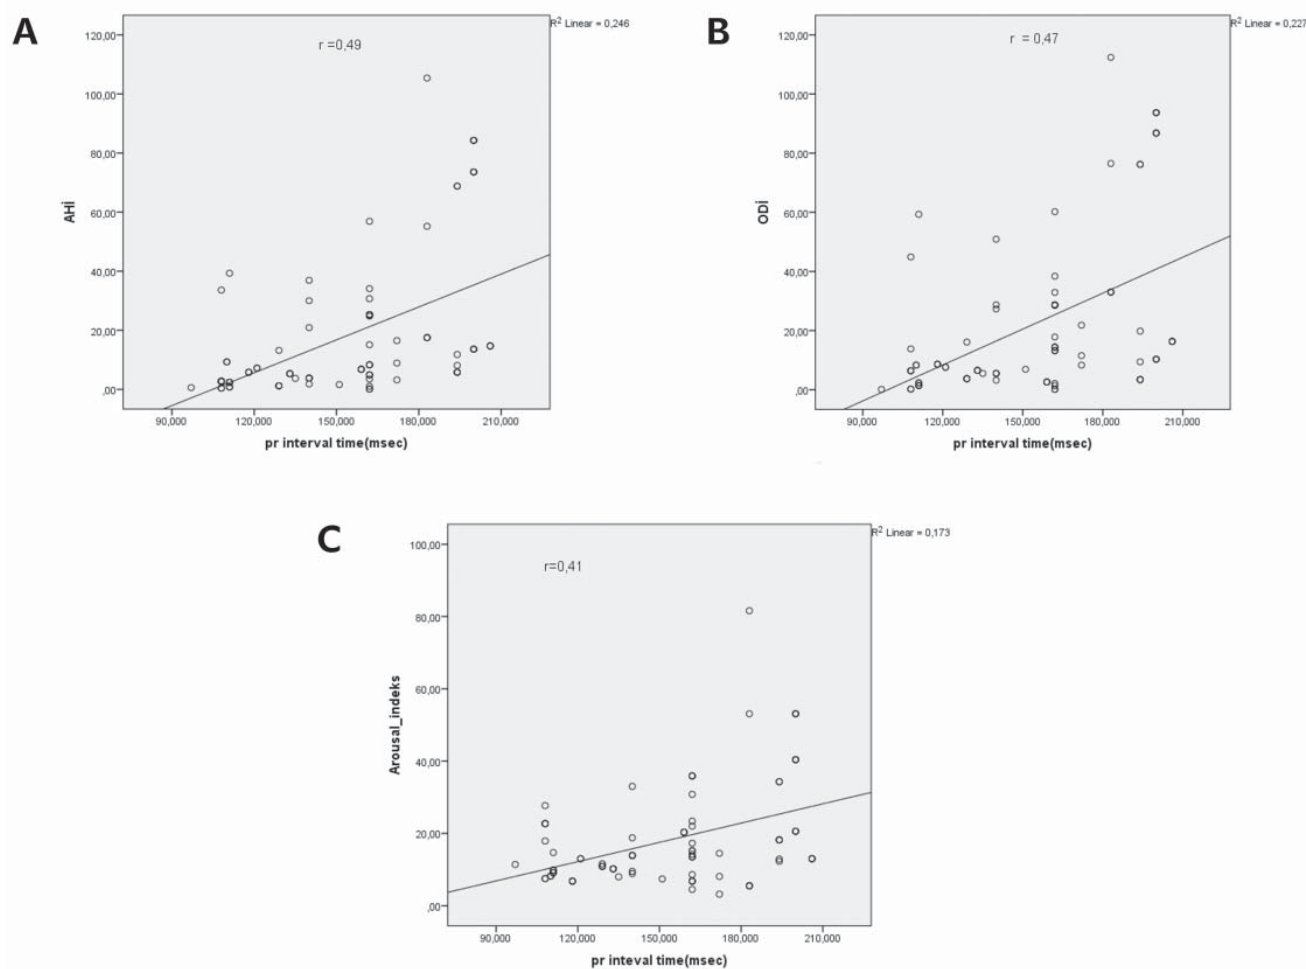 A
R² Linear = 0,246
r =0,49
120,00
100,00
80,00
60,00
40,00
20,00
,00
AHİ
90,000 120,000 150,000 180,000 210,000
pr interval time(msec)
B
R² Linear = 0,227
r = 0,47
120,00
100,00
80,00
60,00
40,00
20,00
,00
ODİ
90,000 120,000 150,000 180,000 210,000
pr interval time(msec)
C
R² Linear = 0,173
r=0,41
100,00
80,00
60,00
40,00
20,00
,00
Arousal_indeks
90,000 120,000 150,000 180,000 210,000
pr interval time(msec)